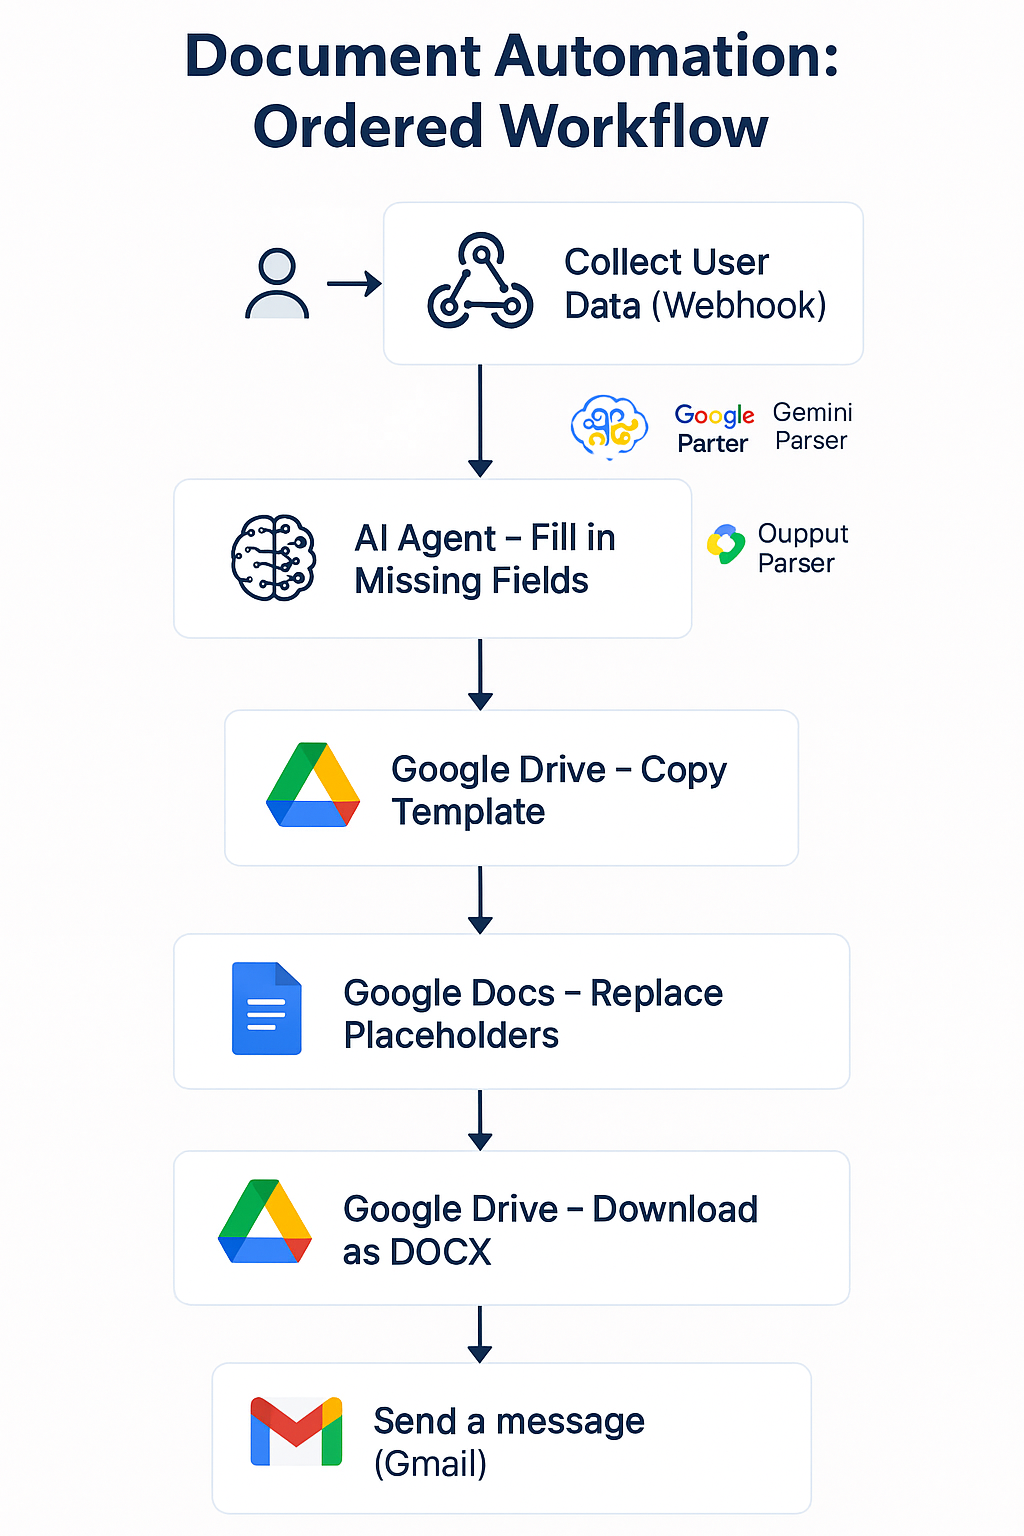 Document Automation:
Ordered Workflow
Collect User
Data (Webhook)
Google
Parter
Gemini
Parser
AI Agent – Fill in
Missing Fields
Oupput
Parser
Google Drive – Copy
Template
Google Docs – Replace
Placeholders
Google Drive – Download
as DOCX
Send a message
(Gmail)